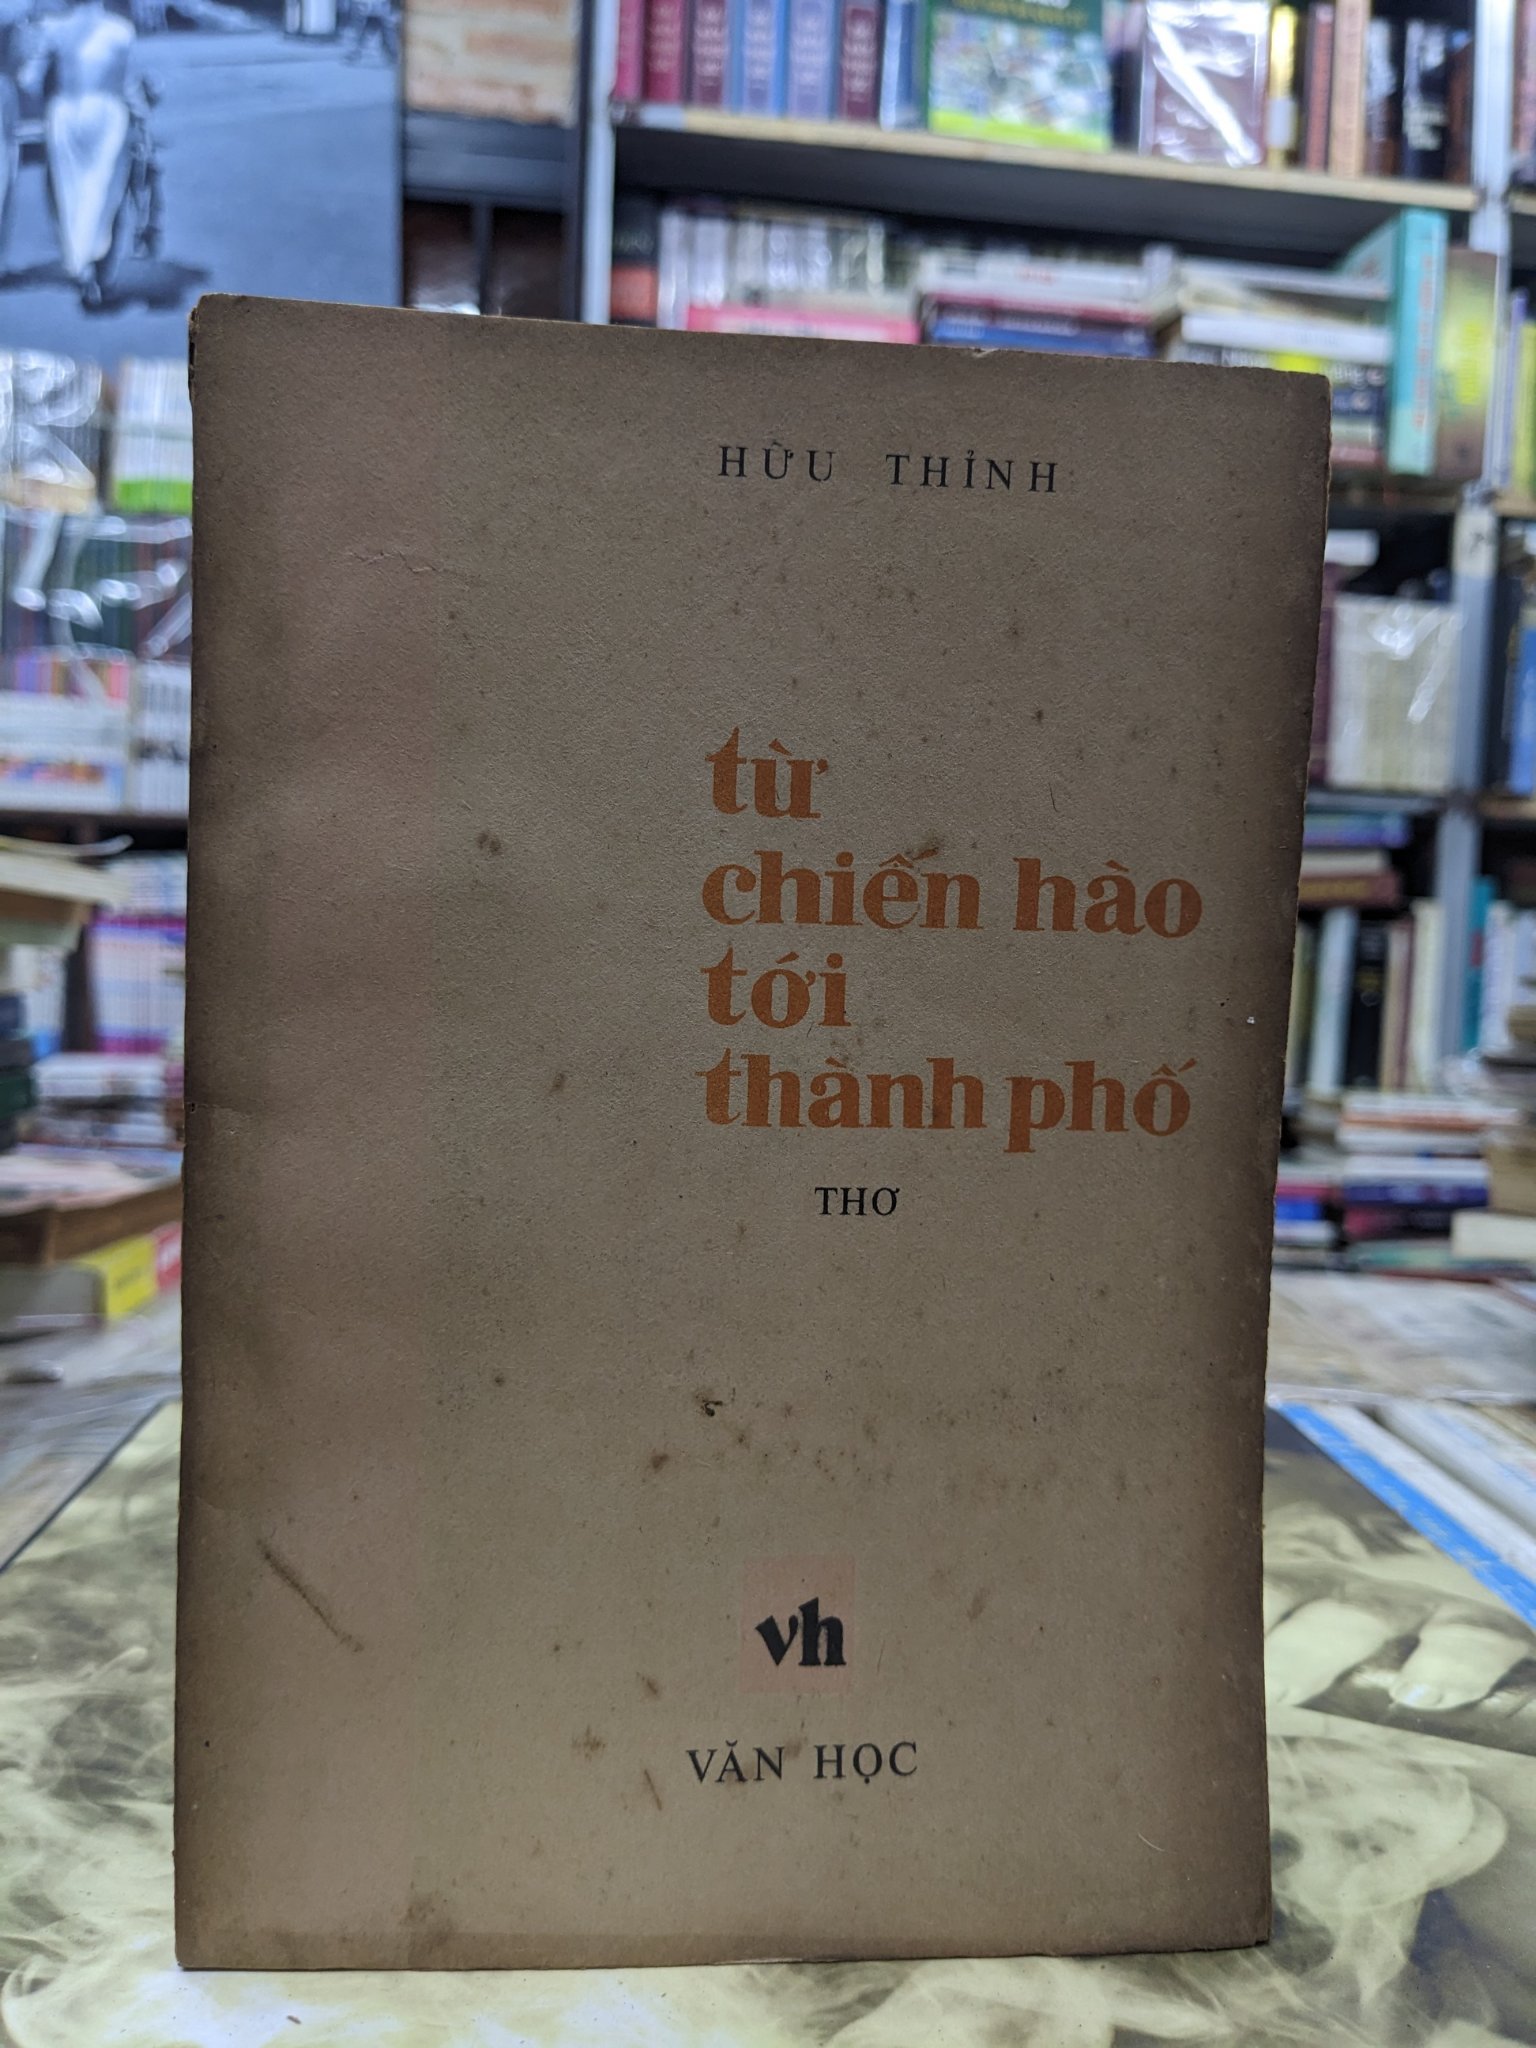 HỮU THỈNH
từ
chiến hào
tới
thành phố
THƠ
vh
VĂN HỌC